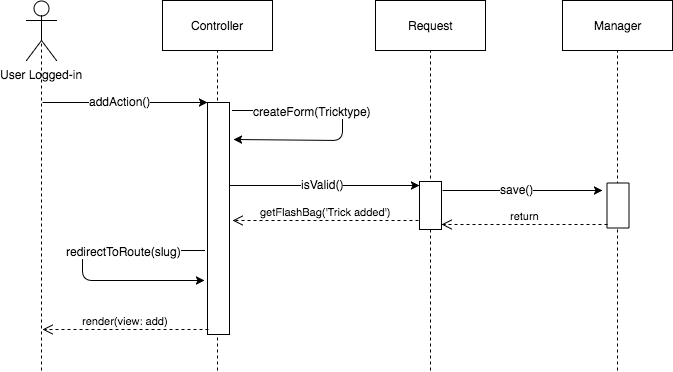 Controller
Request
Manager
User Logged-in
addAction()
createForm(Tricktype)
isValid()
save()
getFlashBag('Trick added')
return
redirectToRoute(slug)
render(view: add)